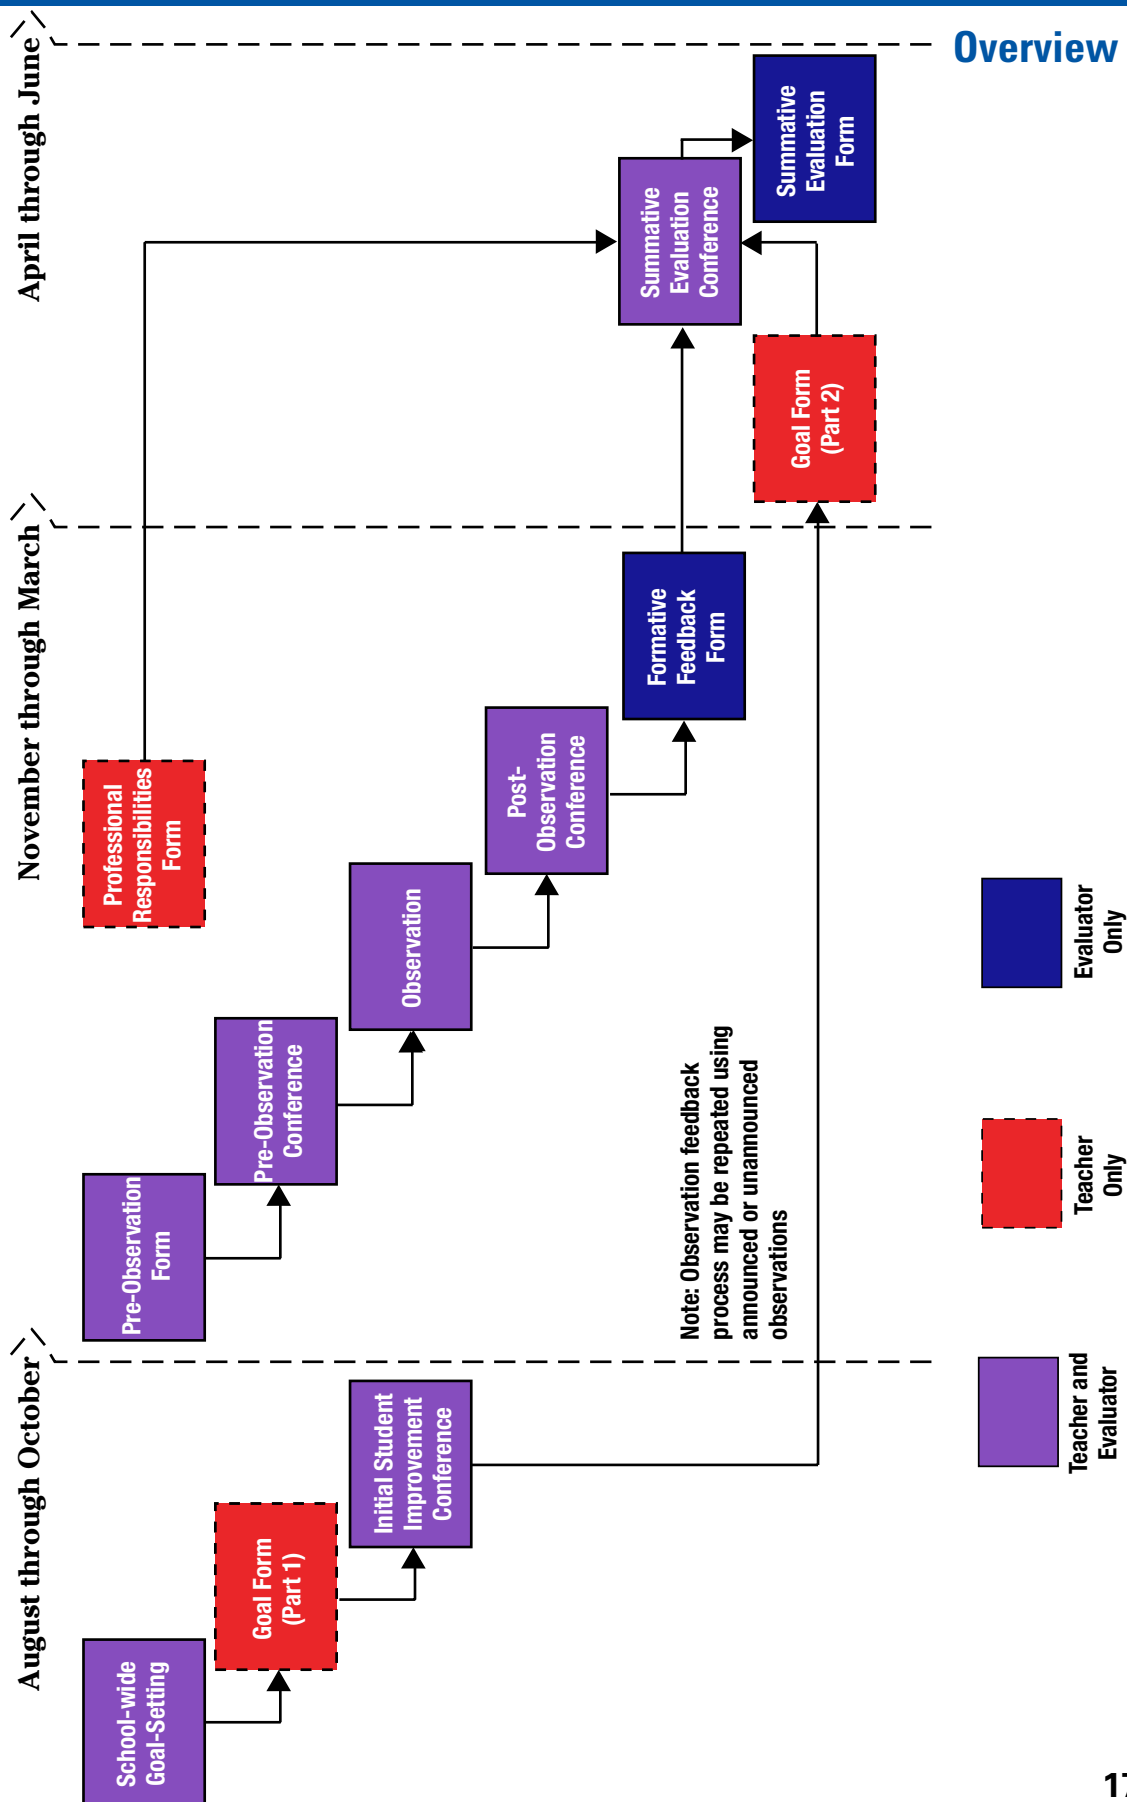 Overview
August through October
November through March
April through June
School-wide
Goal-Setting
Goal Form
(Part 1)
Initial Student
Improvement
Conference
Pre-Observation
Form
Pre-Observation
Conference
Observation
Post-
Observation
Conference
Formative
Feedback
Form
Professional
Responsibilities
Form
Goal Form
(Part 2)
Summative
Evaluation
Conference
Summative
Evaluation
Form
Note: Observation feedback
process may be repeated using
announced or unannounced
observations
Teacher and
Evaluator
Teacher
Only
Evaluator
Only